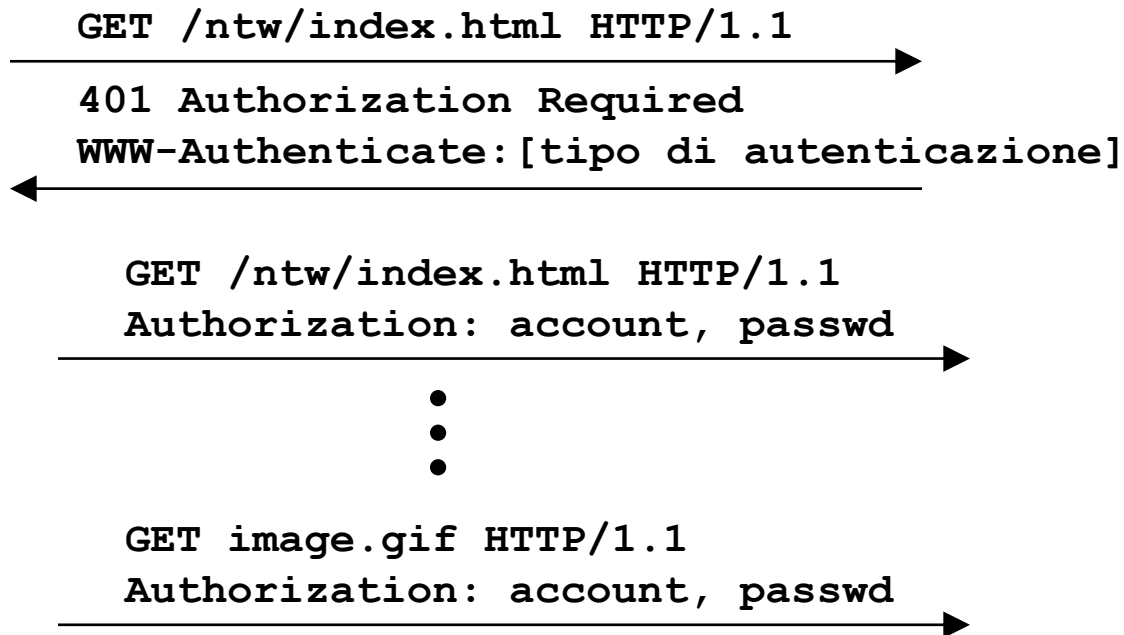 GET /ntw/index.html HTTP/1.1
401 Authorization Required
WWW-Authenticate:[tipo di autenticazione]
GET /ntw/index.html HTTP/1.1
Authorization: account, passwd
GET image.gif HTTP/1.1
Authorization: account, passwd